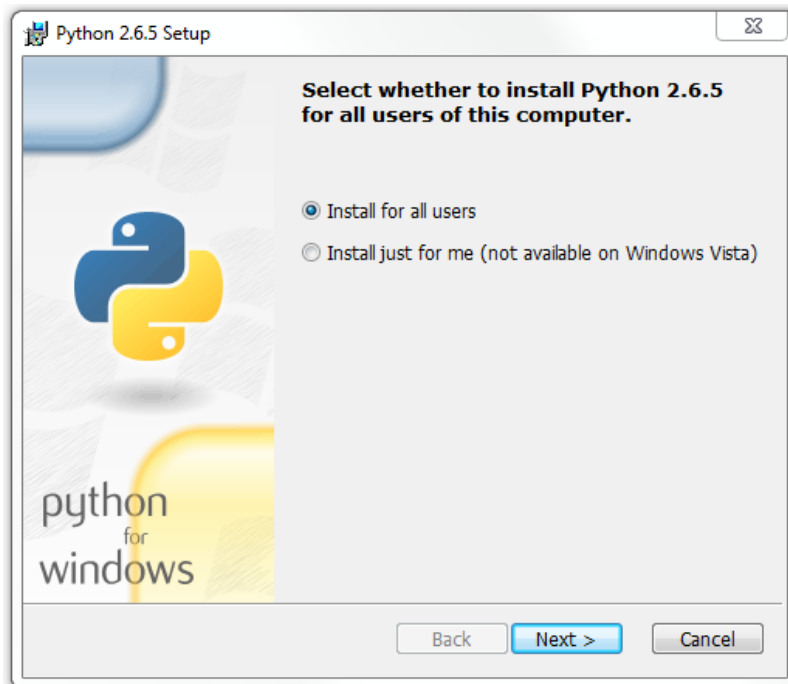 Python 2.6.5 Setup
Select whether to install Python 2.6.5
for all users of this computer.
Install for all users
Install just for me (not available on Windows Vista)
python
for
windows
Back
Next >
Cancel